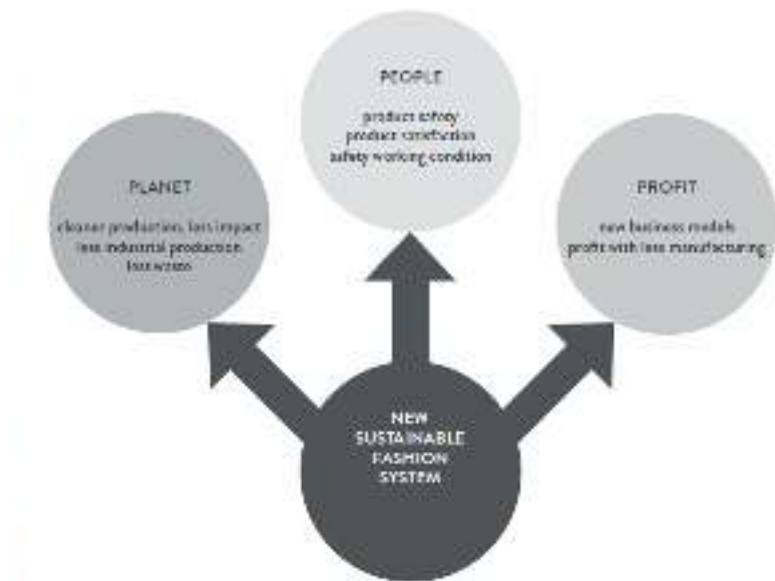 PEOPLE
product safety
product satisfaction
safety working condition
PLANET
cleaner production, less impact
less industrial production
less waste
PROFIT
new business models
profit with less manufacturing
NEW
SUSTAINABLE
FASHION
SYSTEM